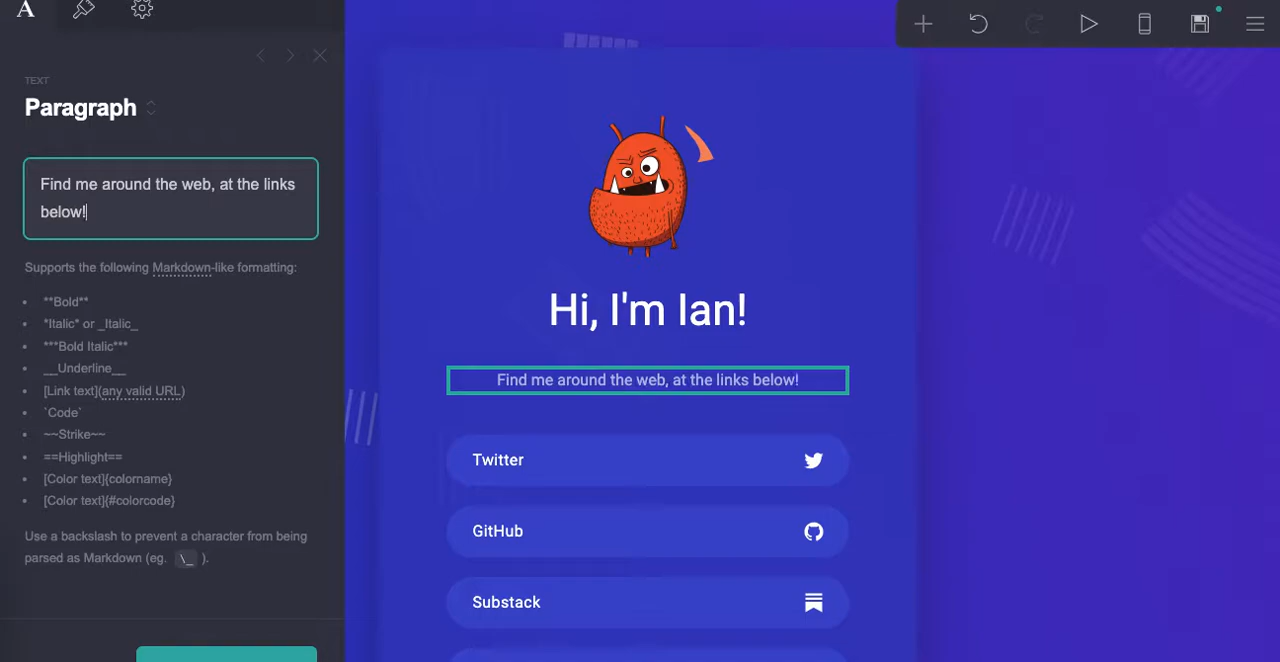 A
TEXT
Paragraph
Find me around the web, at the links
below!
Supports the following Markdown-like formatting:
• **Bold**
• *Italic* or _Italic_
• ***Bold Italic***
• __Underline__
• [Link text](any valid URL)
• `Code`
• ~~Strike~~
• ==Highlight==
• [Color text]{colorname}
• [Color text]{#colorcode}
Use a backslash to prevent a character from being
parsed as Markdown (eg. \_ ).
Hi, I'm Ian!
Find me around the web, at the links below!
Twitter
GitHub
Substack